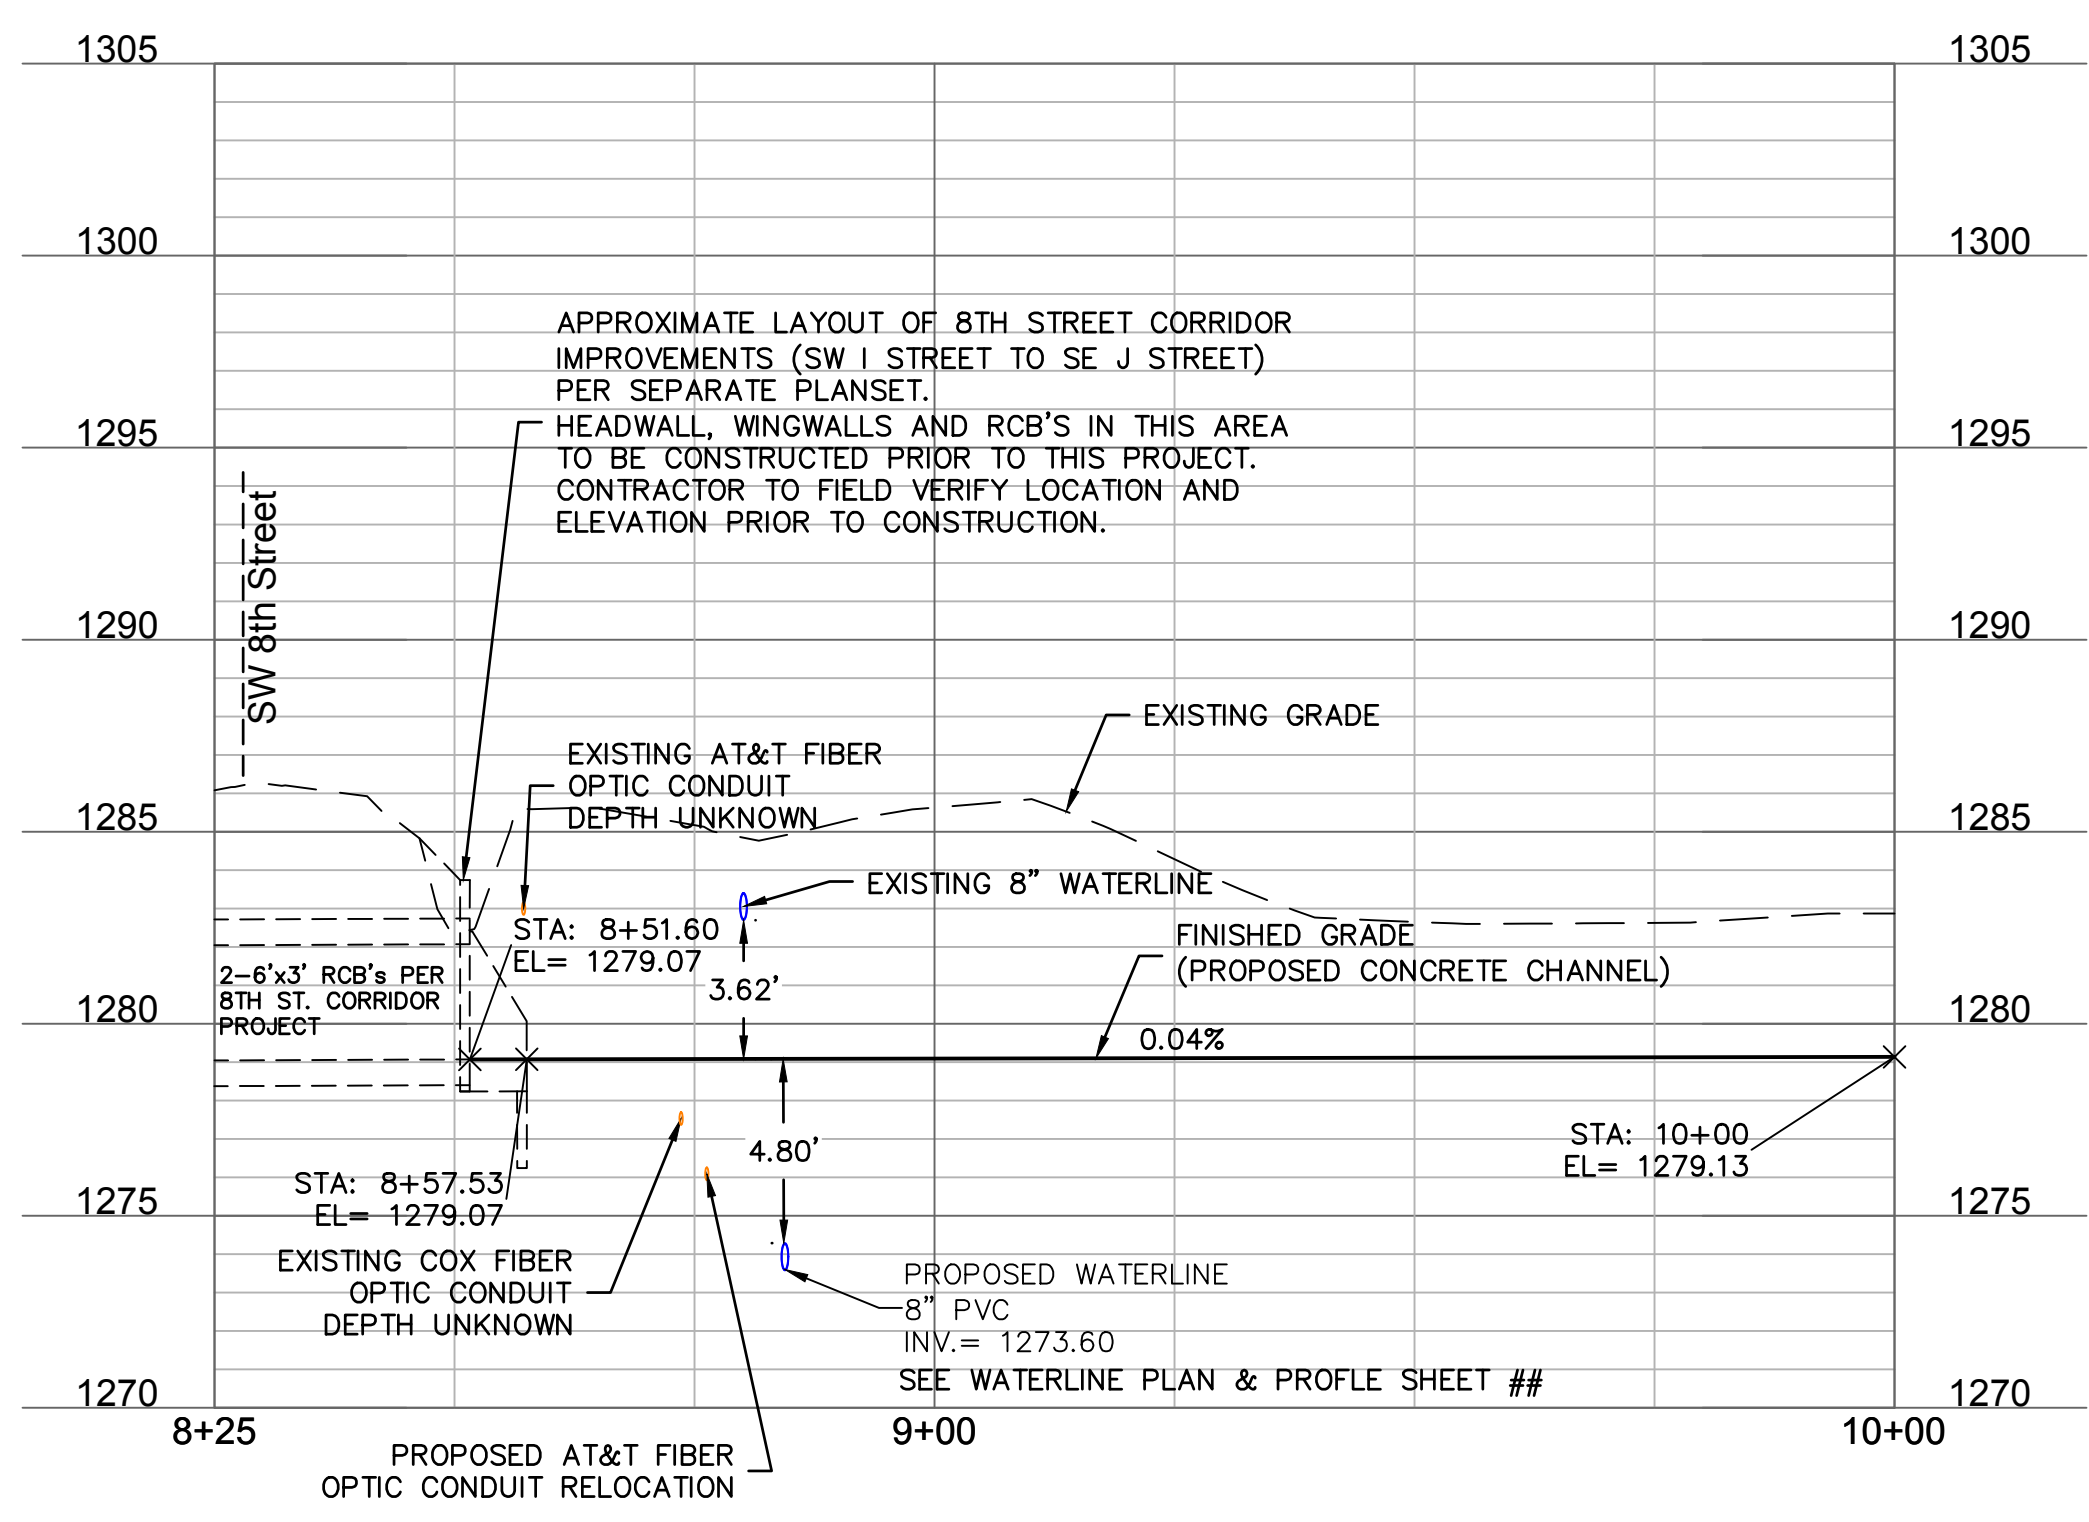 1305
1305
1300
1300
APPROXIMATE LAYOUT OF 8TH STREET CORRIDOR
IMPROVEMENTS (SW I STREET TO SE J STREET)
PER SEPARATE PLANSET.
HEADWALL, WINGWALLS AND RCB'S IN THIS AREA
TO BE CONSTRUCTED PRIOR TO THIS PROJECT.
CONTRACTOR TO FIELD VERIFY LOCATION AND
ELEVATION PRIOR TO CONSTRUCTION.
1295
1295
SW 8th Street
1290
1290
EXISTING GRADE
EXISTING AT&T FIBER
OPTIC CONDUIT
DEPTH UNKNOWN
1285
1285
EXISTING 8" WATERLINE
STA: 8+51.60
EL= 1279.07
FINISHED GRADE
(PROPOSED CONCRETE CHANNEL)
2-6'x3' RCB's PER
8TH ST. CORRIDOR
PROJECT
3.62'
1280
1280
0.04%
4.80'
STA: 10+00
EL= 1279.13
STA: 8+57.53
EL= 1279.07
1275
1275
EXISTING COX FIBER
OPTIC CONDUIT
DEPTH UNKNOWN
PROPOSED WATERLINE
8" PVC
INV.= 1273.60
SEE WATERLINE PLAN & PROFLE SHEET ##
1270
1270
8+25
9+00
10+00
PROPOSED AT&T FIBER
OPTIC CONDUIT RELOCATION